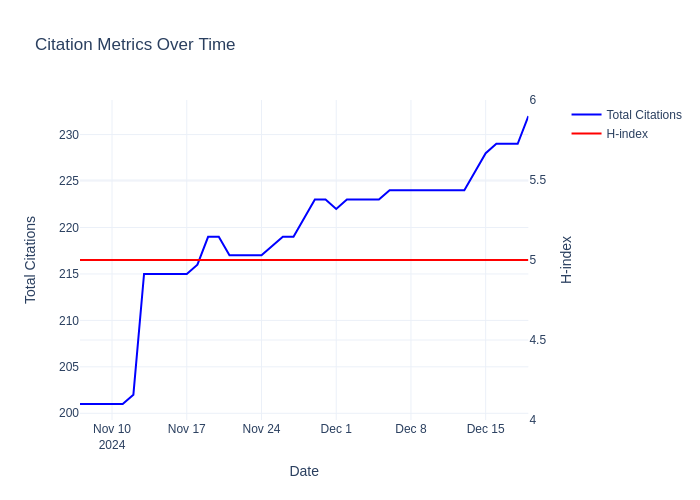 Citation Metrics Over Time
Total Citations
H-index
230
225
220
215
210
205
200
6
5.5
5
4.5
4
Total Citations
H-index
Nov 10
2024
Nov 17
Nov 24
Dec 1
Dec 8
Dec 15
Date